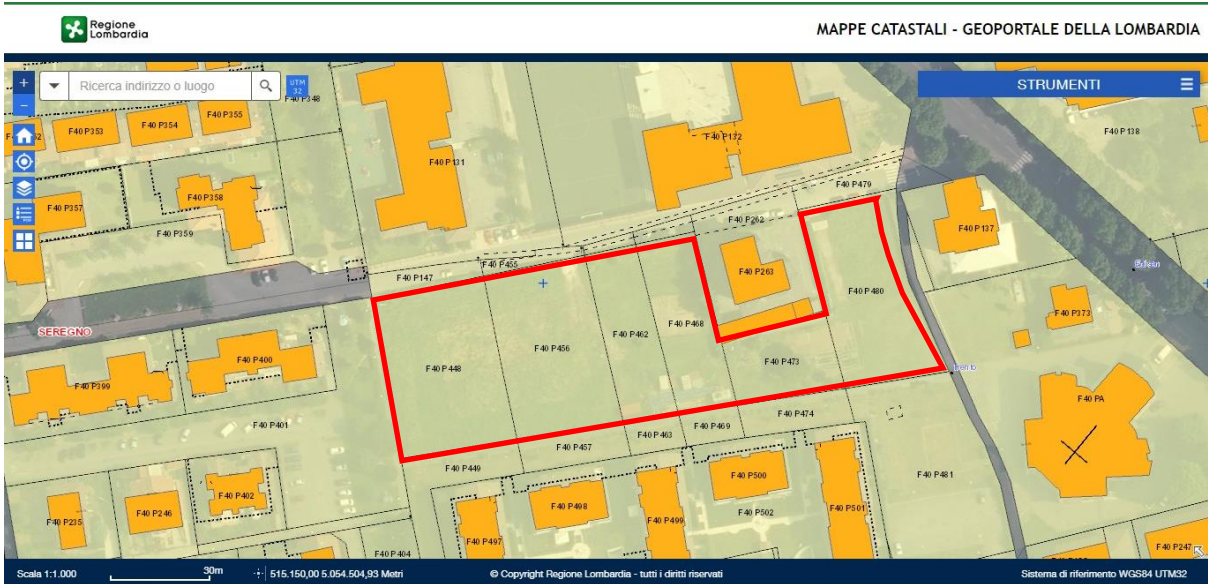 Regione
Lombardia
MAPPE CATASTALI - GEOPORTALE DELLA LOMBARDIA
+
Ricerca indirizzo o luogo
UTM
32
STRUMENTI
−
F40 P348
F40 P355
F40 P354
F40 P353
F40 P138
F40 P132
F40 P131
F40 P479
F40 P358
F40 P357
F40 P262
F40 P137
F40 P359
F40 P455
F40 P147
F40 P263
F40 P480
F40 P373
F40 P468
SEREGNO
F40 P462
F40 P456
F40 P400
F40 P473
F40 P448
F40 P399
F40 PA
F40 P474
F40 P401
F40 P469
F40 P463
F40 P457
F40 P449
F40 P481
F40 P500
F40 P402
F40 P498
F40 P501
F40 P246
F40 P502
F40 P235
F40 P499
F40 P497
F40 P247
F40 P404
Scala 1:1.000
30m
515.150,00 5.054.504,93 Metri
© Copyright Regione Lombardia - tutti i diritti riservati
Sistema di riferimento WGS84 UTM32